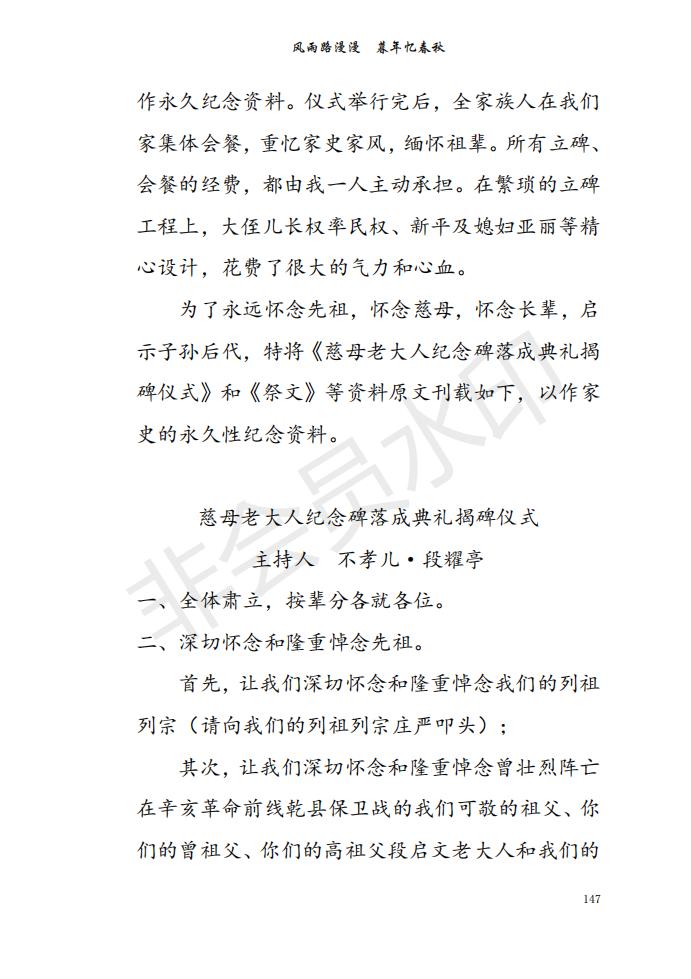 风雨路漫漫　暮年忆春秋
作永久纪念资料。仪式举行完后，全家族人在我们
家集体会餐，重忆家史家风，缅怀祖辈。所有立碑、
会餐的经费，都由我一人主动承担。在繁琐的立碑
工程上，大侄儿长权率民权、新平及媳妇亚丽等精
心设计，花费了很大的气力和心血。
为了永远怀念先祖，怀念慈母，怀念长辈，启
示子孙后代，特将《慈母老大人纪念碑落成典礼揭
碑仪式》和《祭文》等资料原文刊载如下，以作家
史的永久性纪念资料。
慈母老大人纪念碑落成典礼揭碑仪式
主持人　不孝儿·段耀亭
一、全体肃立，按辈分各就各位。
二、深切怀念和隆重悼念先祖。
首先，让我们深切怀念和隆重悼念我们的列祖
列宗（请向我们的列祖列宗庄严叩头）；
其次，让我们深切怀念和隆重悼念曾壮烈阵亡
在辛亥革命前线乾县保卫战的我们可敬的祖父、你
们的曾祖父、你们的高祖父段启文老大人和我们的
147
非会员水印